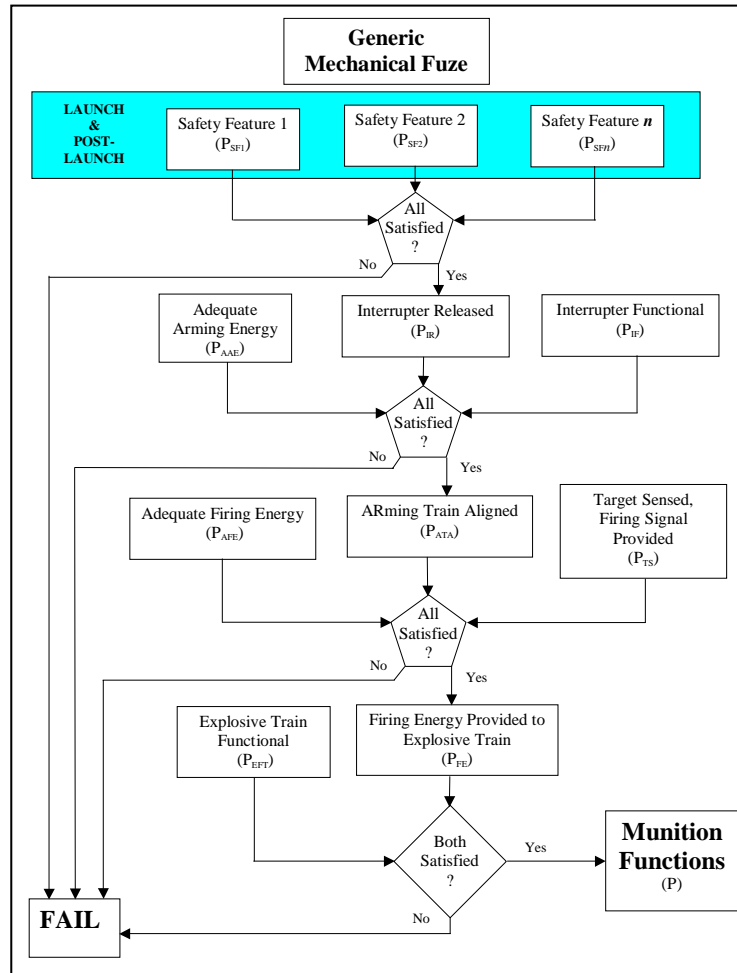 Generic
Mechanical Fuze
LAUNCH
&
POST-
LAUNCH
Safety Feature 1
(PSF1)
Safety Feature 2
(PSF2)
Safety Feature n
(PSFn)
All
Satisfied
?
No
Yes
Adequate
Arming Energy
(PAAE)
Interrupter Released
(PIR)
Interrupter Functional
(PIF)
All
Satisfied
?
No
Yes
Adequate Firing Energy
(PAFE)
ARming Train Aligned
(PATA)
Target Sensed,
Firing Signal
Provided
(PTS)
All
Satisfied
?
No
Yes
Explosive Train
Functional
(PEFT)
Firing Energy Provided to
Explosive Train
(PFE)
Both
Satisfied
?
Yes
No
Munition
Functions
(P)
FAIL